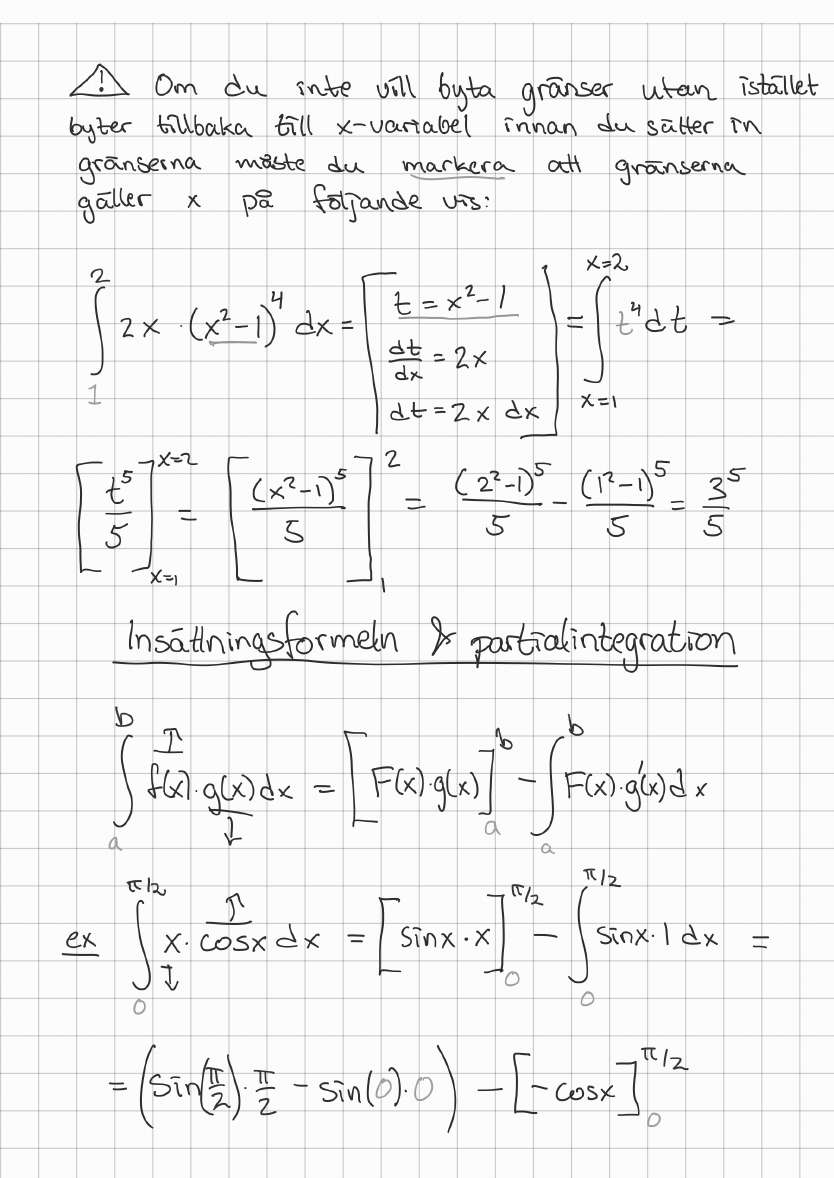 ⚠ Om du inte vill byta gränser utan istället
byter tillbaka till x-variabel innan du sätter in
gränserna måste du markera att gränserna
gäller x på följande vis:
∫₁² 2x · (x²-1)⁴ dx = [t = x²-1, dt/dx = 2x, dt = 2x dx] = ∫_{x=1}^{x=2} t⁴ dt =
[t⁵/5]_{x=1}^{x=2} = [(x²-1)⁵/5]₁² = (2²-1)⁵/5 - (1²-1)⁵/5 = 3⁵/5
Insättningsformeln & partialintegration
∫ₐᵇ f(x)↑ · g(x)↓ dx = [F(x)·g(x)]ₐᵇ - ∫ₐᵇ F(x)·g'(x) dx
ex ∫₀^{π/2} x↓ · cosx↑ dx = [sinx · x]₀^{π/2} - ∫₀^{π/2} sinx · 1 dx =
= (sin(π/2) · π/2 - sin(0) · 0) - [-cosx]₀^{π/2}